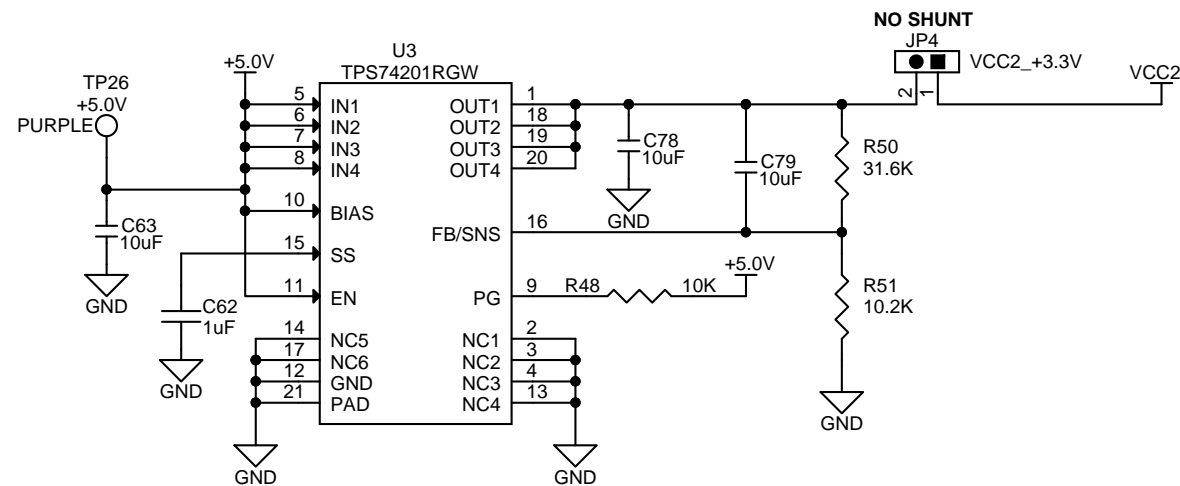 NO SHUNT
JP4
VCC2_+3.3V
VCC2
2
1
U3
TPS74201RGW
+5.0V
TP26
+5.0V
PURPLE
5 IN1
6 IN2
7 IN3
8 IN4
10 BIAS
15 SS
11 EN
14 NC5
17 NC6
12 GND
21 PAD
OUT1 1
OUT2 18
OUT3 19
OUT4 20
FB/SNS 16
PG 9
NC1 2
NC2 3
NC3 4
NC4 13
C63
10uF
GND
C62
1uF
GND
GND
GND
C78
10uF
GND
C79
10uF
R50
31.6K
R48 10K
+5.0V
R51
10.2K
GND